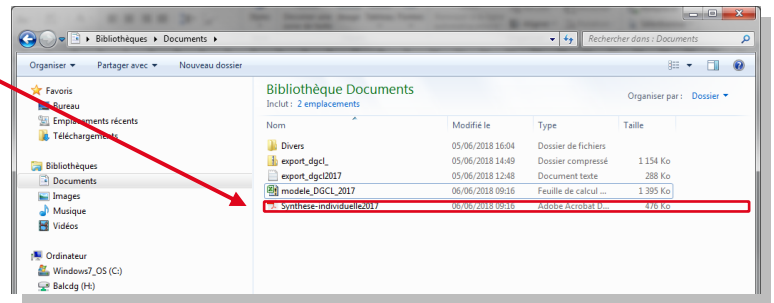 Bibliothèques ▸ Documents ▸
Rechercher dans : Documents
Organiser ▾ Partager avec ▾ Nouveau dossier
Favoris
Bureau
Emplacements récents
Téléchargements
Bibliothèques
Documents
Images
Musique
Vidéos
Ordinateur
Windows7_OS (C:)
Balcdg (H:)
Bibliothèque Documents
Inclut : 2 emplacements
Organiser par : Dossier ▾
Nom Modifié le Type Taille
Divers 05/06/2018 16:04 Dossier de fichiers
export_dgcl_ 05/06/2018 14:49 Dossier compressé 1 154 Ko
export_dgcl2017 05/06/2018 12:48 Document texte 288 Ko
modele_DGCL_2017 06/06/2018 09:16 Feuille de calcul ... 1 395 Ko
Synthese-individuelle2017 06/06/2018 09:16 Adobe Acrobat D... 476 Ko